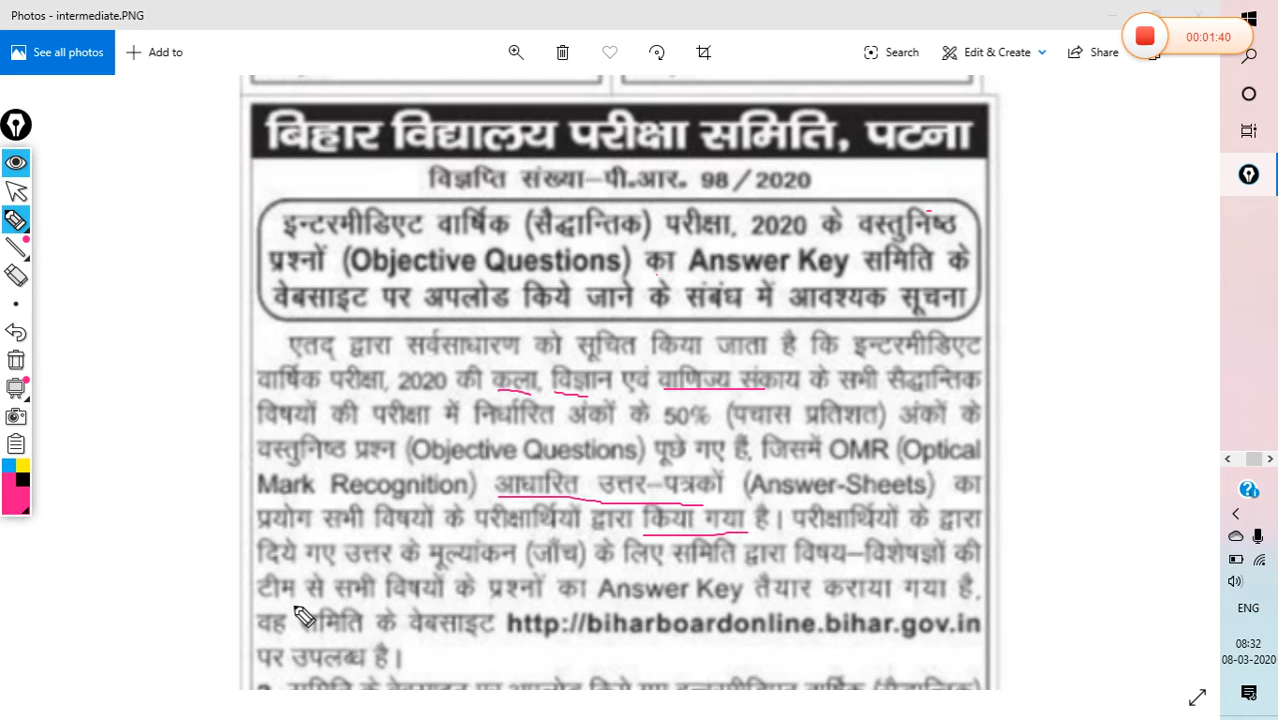 Photos - intermediate.PNG
00:01:40
See all photos
Add to
Search
Edit & Create
Share
बिहार विद्यालय परीक्षा समिति, पटना
विज्ञप्ति संख्या–पी.आर. 98/2020
इन्टरमीडिएट वार्षिक (सैद्धान्तिक) परीक्षा, 2020 के वस्तुनिष्ठ
प्रश्नों (Objective Questions) का Answer Key समिति के
वेबसाइट पर अपलोड किये जाने के संबंध में आवश्यक सूचना
एतद् द्वारा सर्वसाधारण को सूचित किया जाता है कि इन्टरमीडिएट
वार्षिक परीक्षा, 2020 की कला, विज्ञान एवं वाणिज्य संकाय के सभी सैद्धान्तिक
विषयों की परीक्षा में निर्धारित अंकों के 50% (पचास प्रतिशत) अंकों के
वस्तुनिष्ठ प्रश्न (Objective Questions) पूछे गए हैं, जिसमें OMR (Optical
Mark Recognition) आधारित उत्तर–पत्रकों (Answer-Sheets) का
प्रयोग सभी विषयों के परीक्षार्थियों द्वारा किया गया है। परीक्षार्थियों के द्वारा
दिये गए उत्तर के मूल्यांकन (जाँच) के लिए समिति द्वारा विषय–विशेषज्ञों की
टीम से सभी विषयों के प्रश्नों का Answer Key तैयार कराया गया है,
वह समिति के वेबसाइट http://biharboardonline.bihar.gov.in
पर उपलब्ध है।
ENG
08:32
08-03-2020